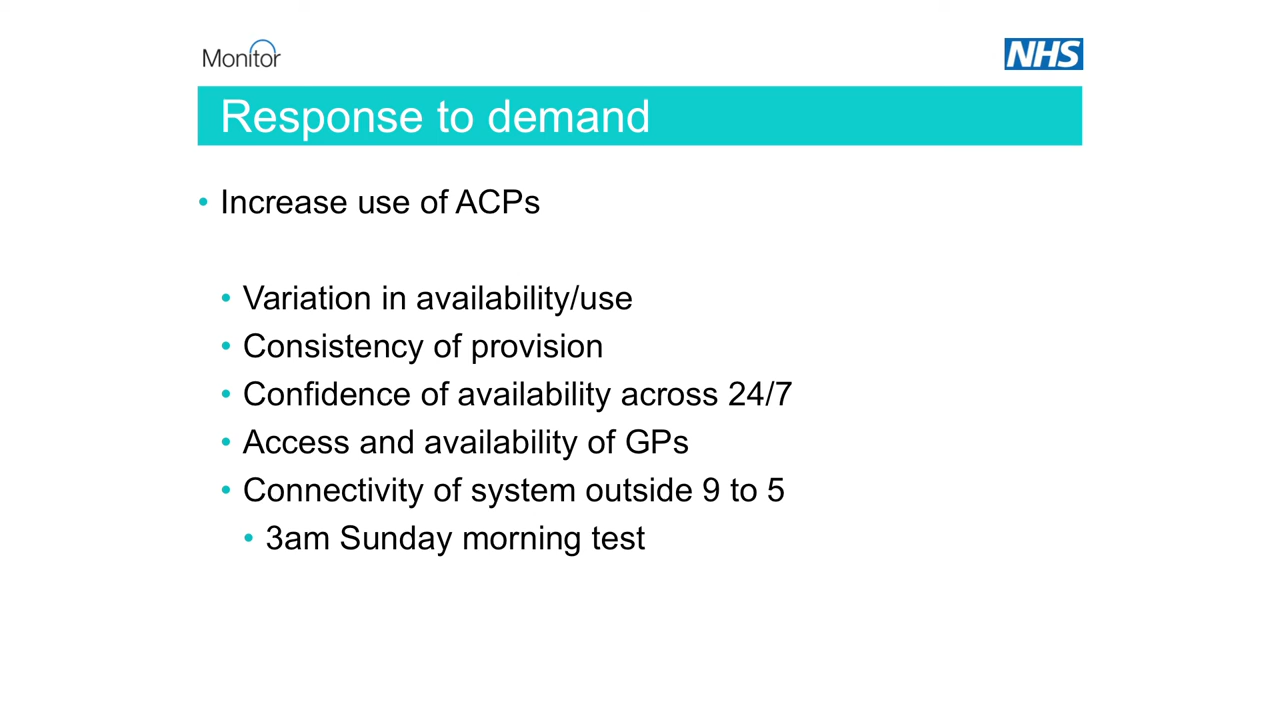 Monitor
NHS
Response to demand
• Increase use of ACPs
• Variation in availability/use
• Consistency of provision
• Confidence of availability across 24/7
• Access and availability of GPs
• Connectivity of system outside 9 to 5
• 3am Sunday morning test